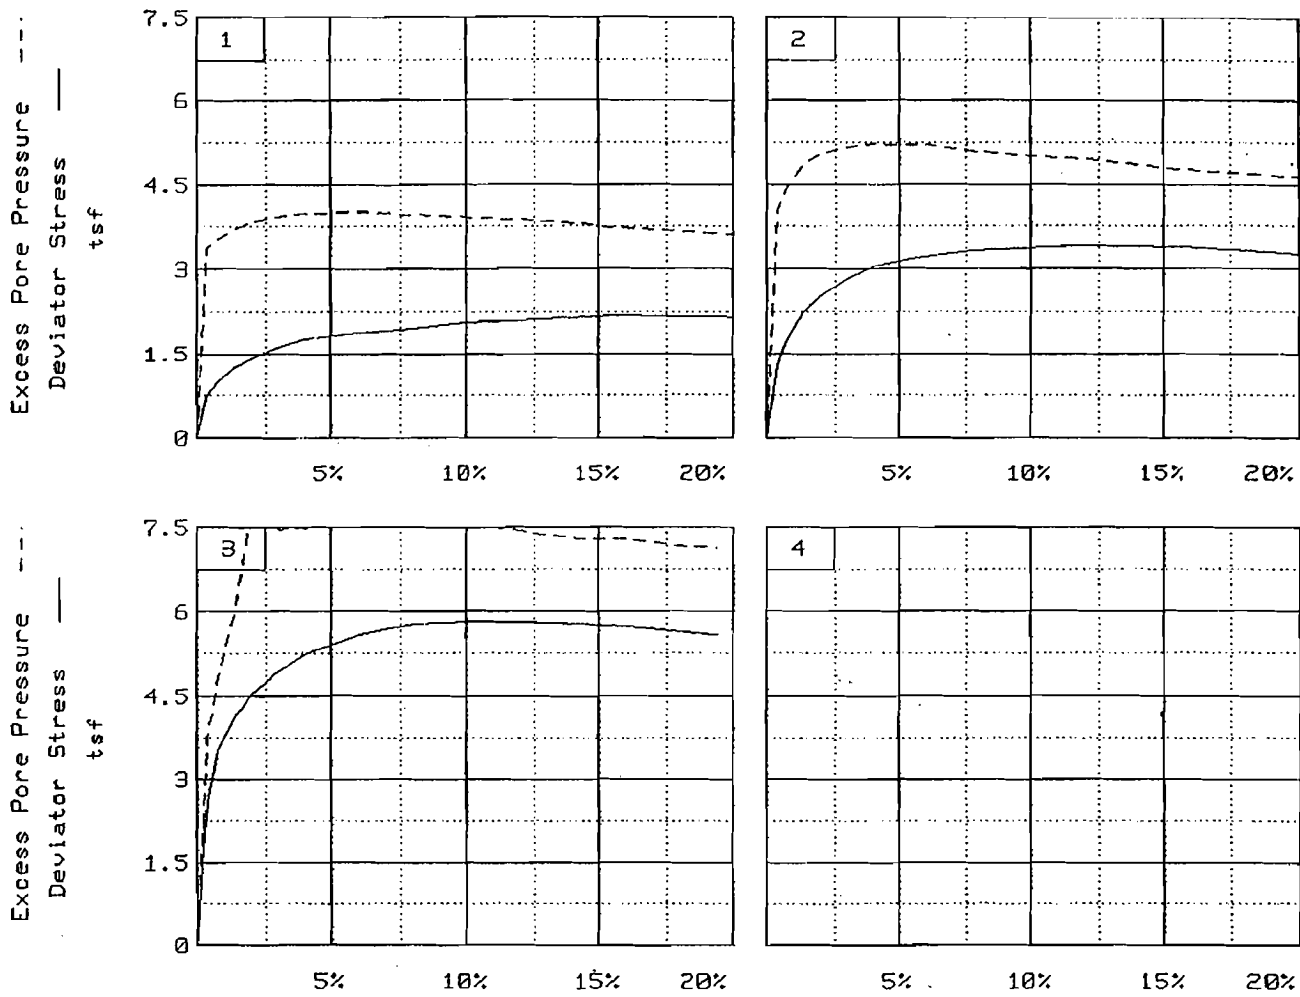 Excess Pore Pressure ---
Deviator Stress —
tsf
7.5
6
4.5
3
1.5
0
1
5% 10% 15% 20%
2
5% 10% 15% 20%
Excess Pore Pressure ---
Deviator Stress —
tsf
7.5
6
4.5
3
1.5
0
3
5% 10% 15% 20%
4
5% 10% 15% 20%